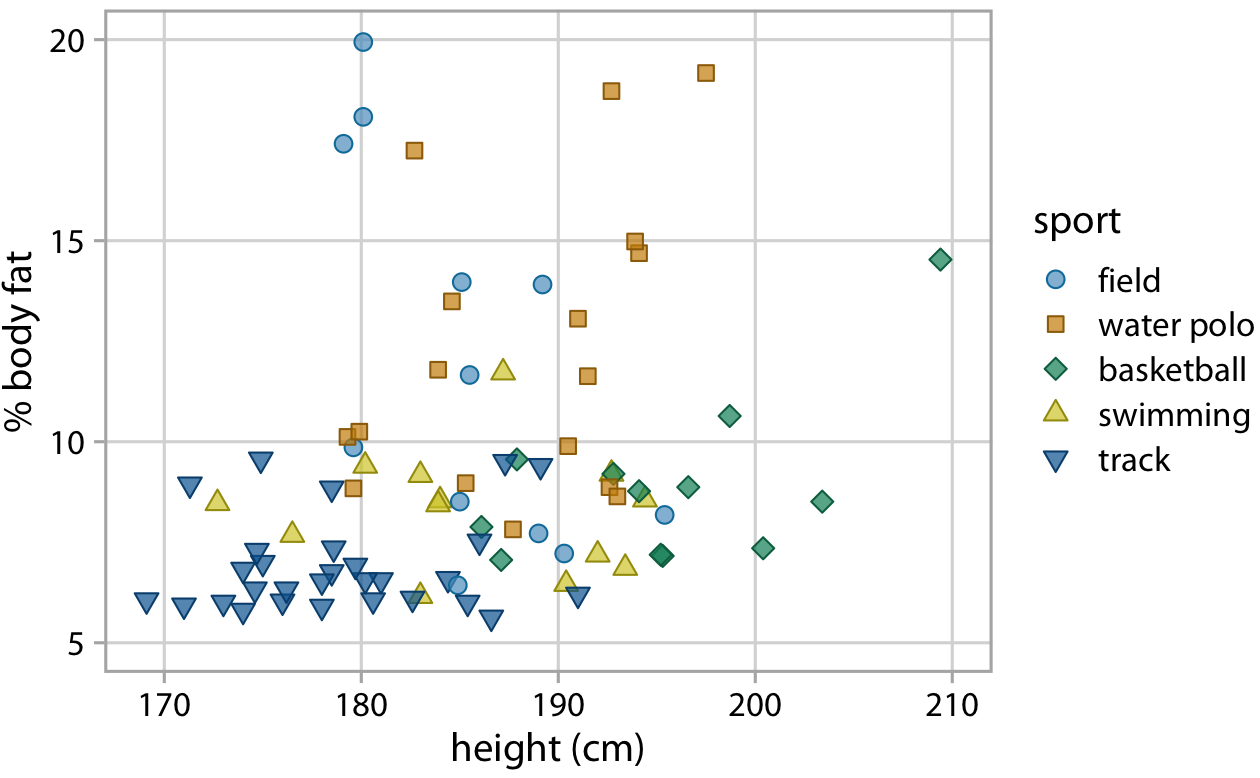 20
15
10
5
% body fat
170 180 190 200 210
height (cm)
sport
field
water polo
basketball
swimming
track